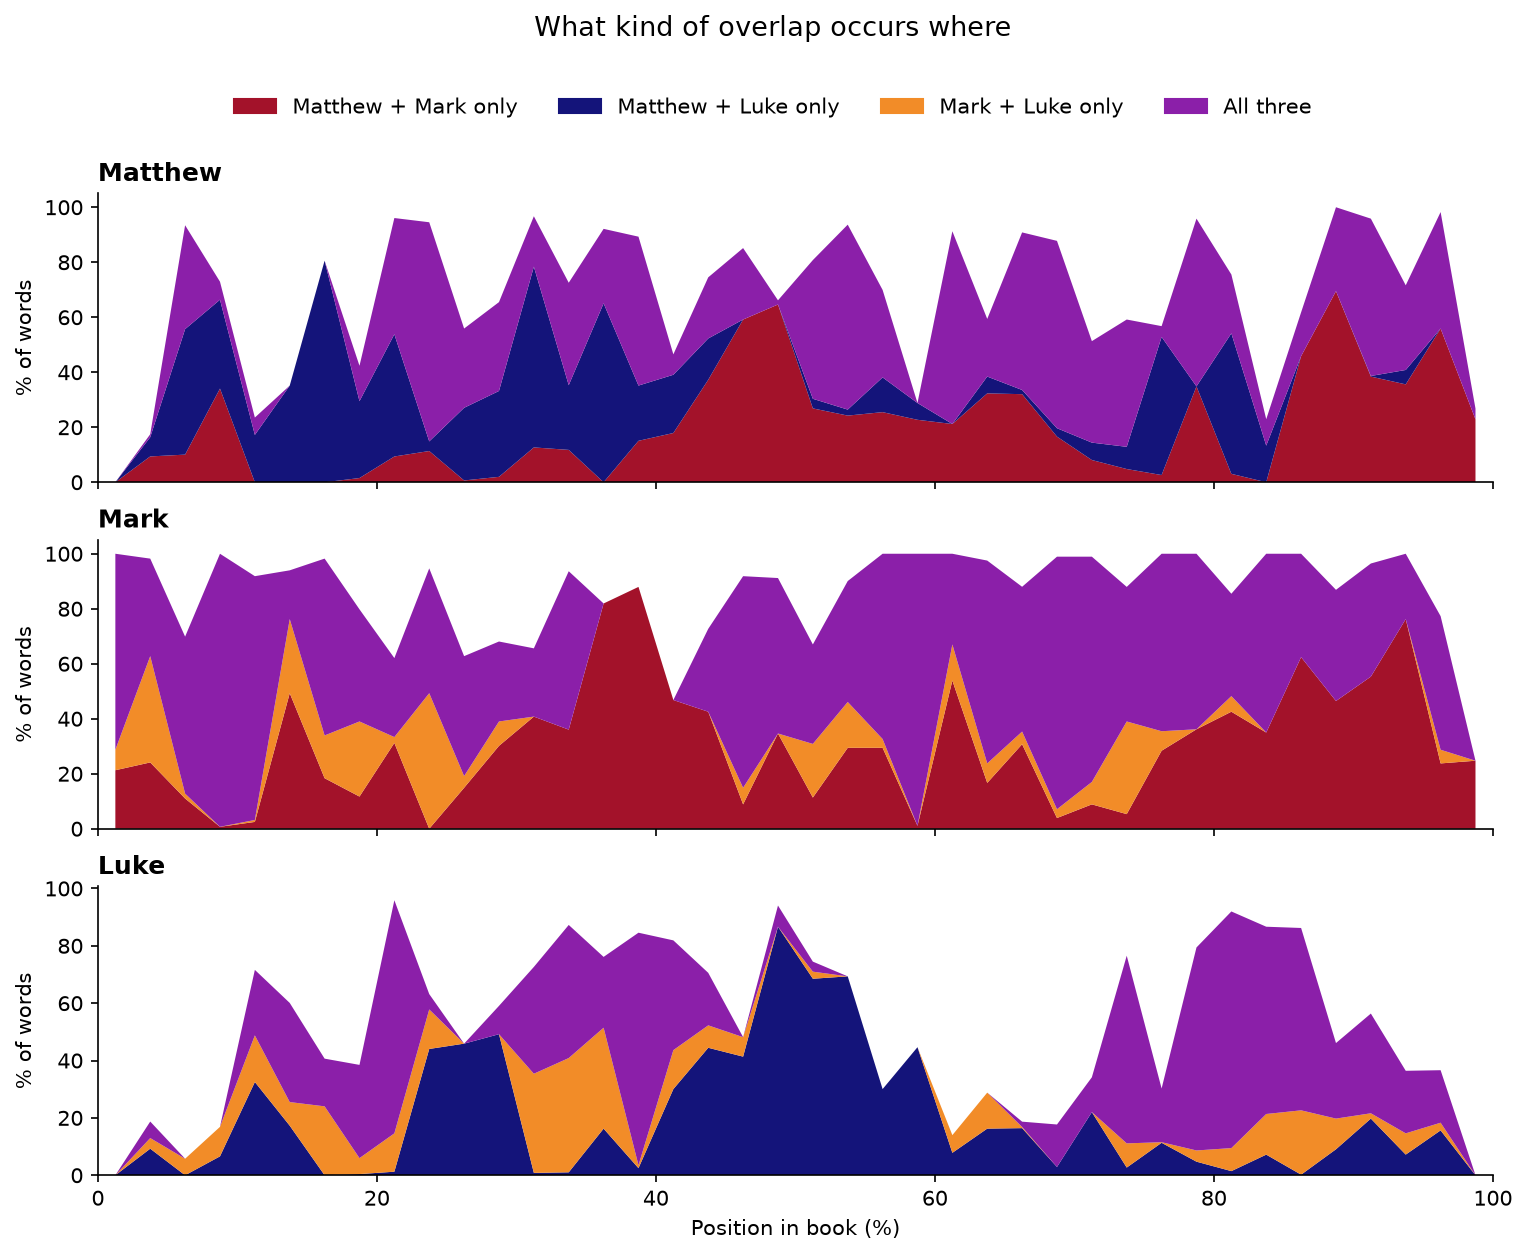 What kind of overlap occurs where
Matthew + Mark only
Matthew + Luke only
Mark + Luke only
All three
Matthew
100
80
60
40
20
0
% of words
Mark
100
80
60
40
20
0
% of words
Luke
100
80
60
40
20
0
% of words
0 20 40 60 80 100
Position in book (%)